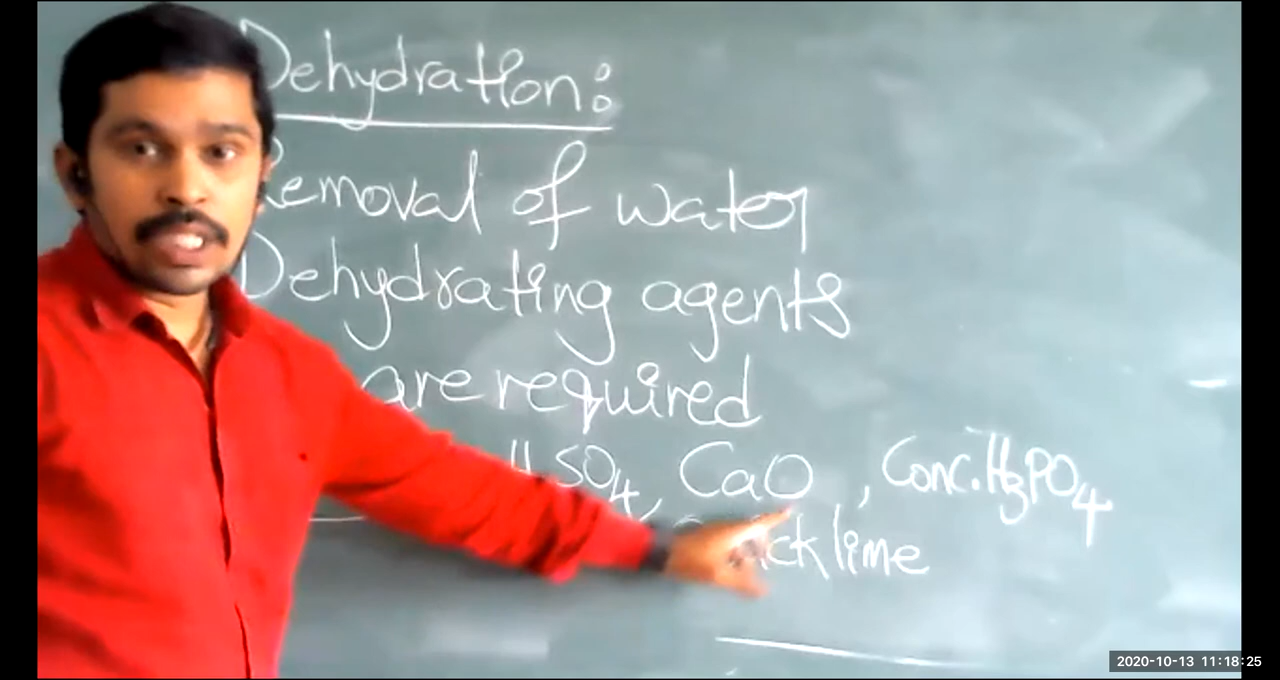 Dehydration:
Removal of water
Dehydrating agents
are required
SO4, CaO, Conc. H3PO4
lime
2020-10-13 11:18:25